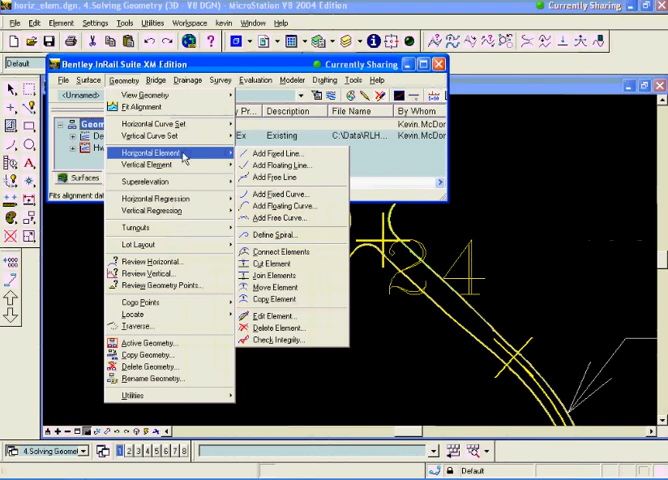 horiz_elem.dgn, 4.Solving Geometry (3D - V8 DGN) - MicroStation V8 2004 Edition
Currently Sharing
File Edit Element Settings Tools Utilities Workspace kevin Window Help
Default
Bentley InRail Suite XM Edition
Currently Sharing
File Surface Geometry Bridge Drainage Survey Evaluation Modeler Drafting Tools Help
<Unnamed>
View Geometry
Fit Alignment
Horizontal Curve Set
Vertical Curve Set
Horizontal Element
Vertical Element
Superelevation
Horizontal Regression
Vertical Regression
Turnouts
Lot Layout
Review Horizontal...
Review Vertical...
Review Geometry Points...
Cogo Points
Locate
Traverse...
Active Geometry...
Copy Geometry...
Delete Geometry...
Rename Geometry...
Utilities
Add Fixed Line...
Add Floating Line...
Add Free Line
Add Fixed Curve...
Add Floating Curve...
Add Free Curve...
Define Spiral...
Connect Elements
Cut Element
Join Elements
Move Element
Copy Element
Edit Element...
Delete Element...
Check Integrity...
Description File Name By Whom
Ex Existing C:\Data\RLH... Kevin.McDon
Kevin.McDon
Surfaces
Fits alignment da
24
4.Solving Geomet
1 2 3 4 5 6 7 8
Default